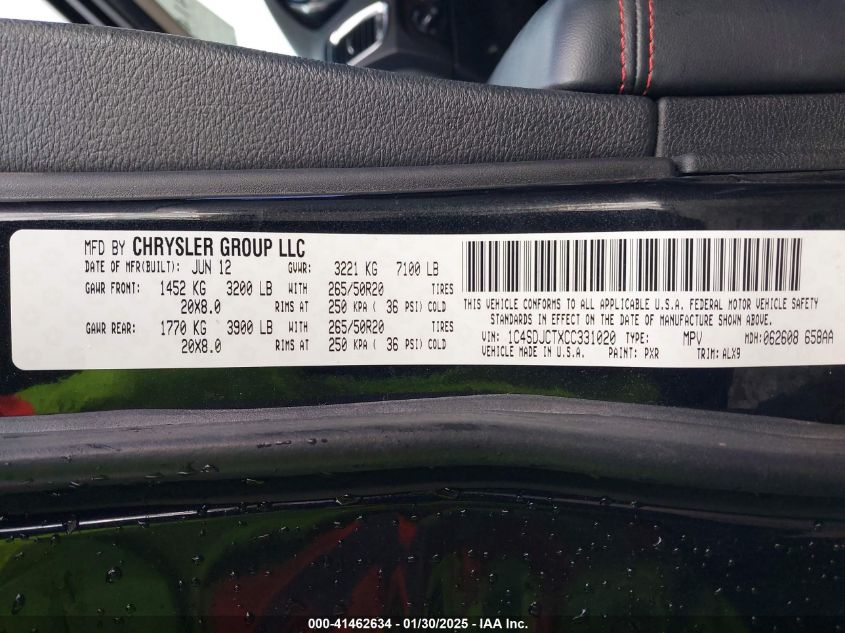 MFD BY CHRYSLER GROUP LLC
DATE OF MFR(BUILT): JUN 12 GVWR: 3221 KG 7100 LB
GAWR FRONT: 1452 KG 3200 LB WITH 265/50R20 TIRES
20X8.0 RIMS AT 250 KPA ( 36 PSI) COLD
GAWR REAR: 1770 KG 3900 LB WITH 265/50R20 TIRES
20X8.0 RIMS AT 250 KPA ( 36 PSI) COLD
THIS VEHICLE CONFORMS TO ALL APPLICABLE U.S.A. FEDERAL MOTOR VEHICLE SAFETY
STANDARDS IN EFFECT ON THE DATE OF MANUFACTURE SHOWN ABOVE.
VIN: 1C4SDJCTXCC331020 TYPE: MPV MDH: 062608 658AA
VEHICLE MADE IN U.S.A. PAINT: PXR TRIM: ALX9
000-41462634 - 01/30/2025 - IAA Inc.